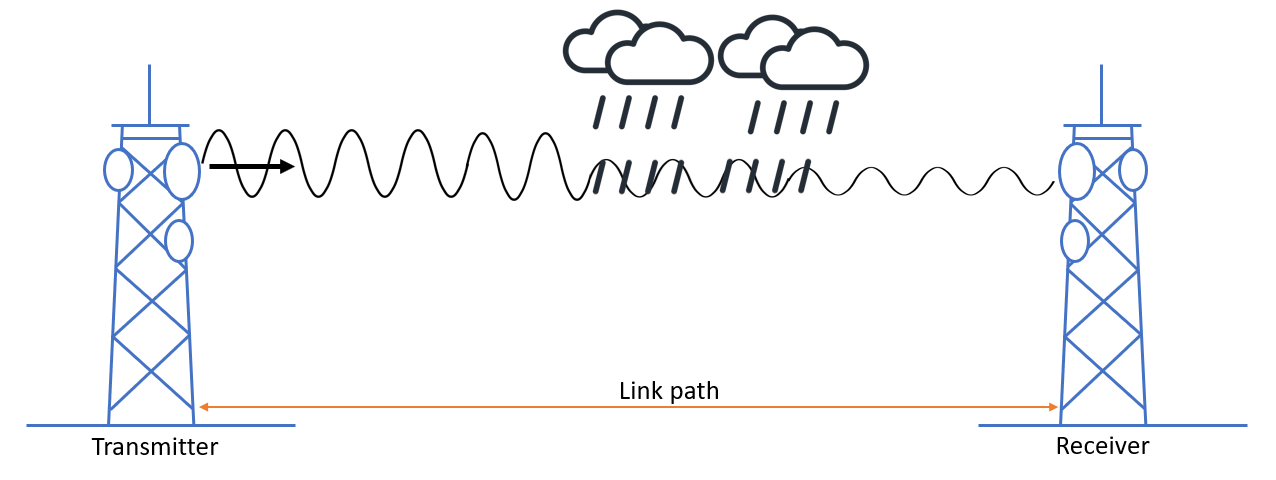 Link path
Transmitter
Receiver